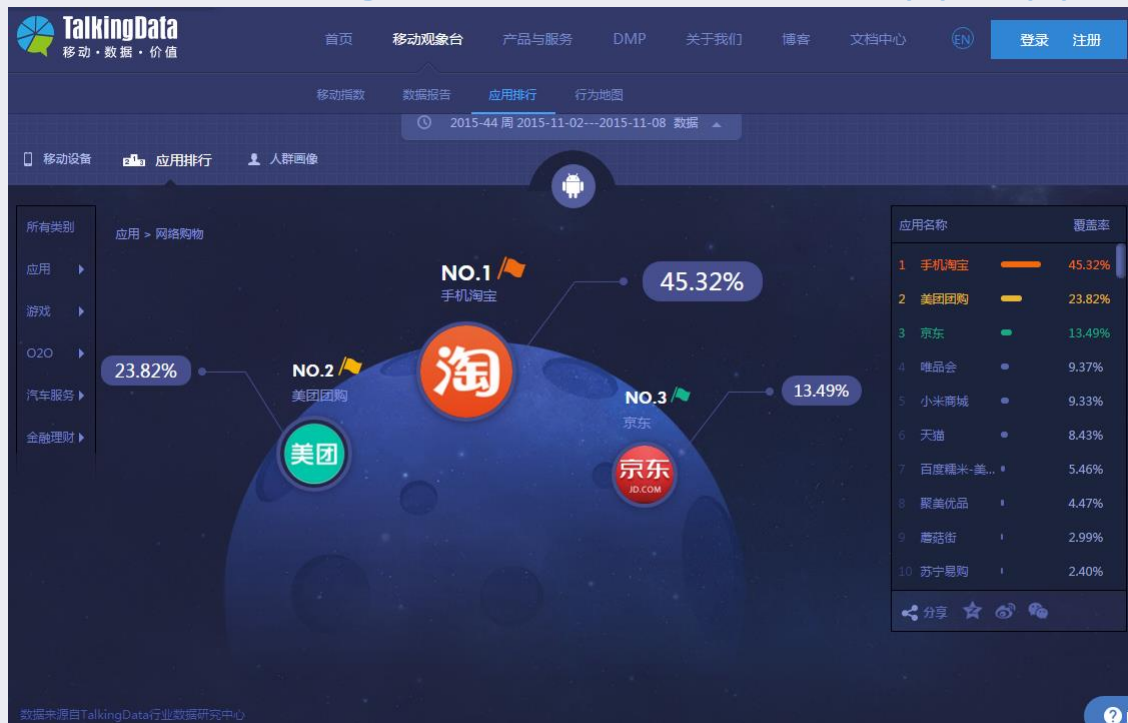 TalkingData
移动·数据·价值
首页 移动观象台 产品与服务 DMP 关于我们 博客 文档中心 EN 登录 注册
移动指数 数据报告 应用排行 行为地图
2015-44 周 2015-11-02---2015-11-08 数据
移动设备 应用排行 人群画像
所有类别
应用
游戏
O2O
汽车服务
金融理财
应用 > 网络购物
NO.1
手机淘宝
45.32%
淘
23.82%
NO.2
美团团购
美团
NO.3
京东
13.49%
京东
JD.COM
应用名称 覆盖率
1 手机淘宝 45.32%
2 美团团购 23.82%
3 京东 13.49%
4 唯品会 9.37%
5 小米商城 9.33%
6 天猫 8.43%
7 百度糯米-美... 5.46%
8 聚美优品 4.47%
9 蘑菇街 2.99%
10 苏宁易购 2.40%
分享
数据来源自TalkingData行业数据研究中心
?